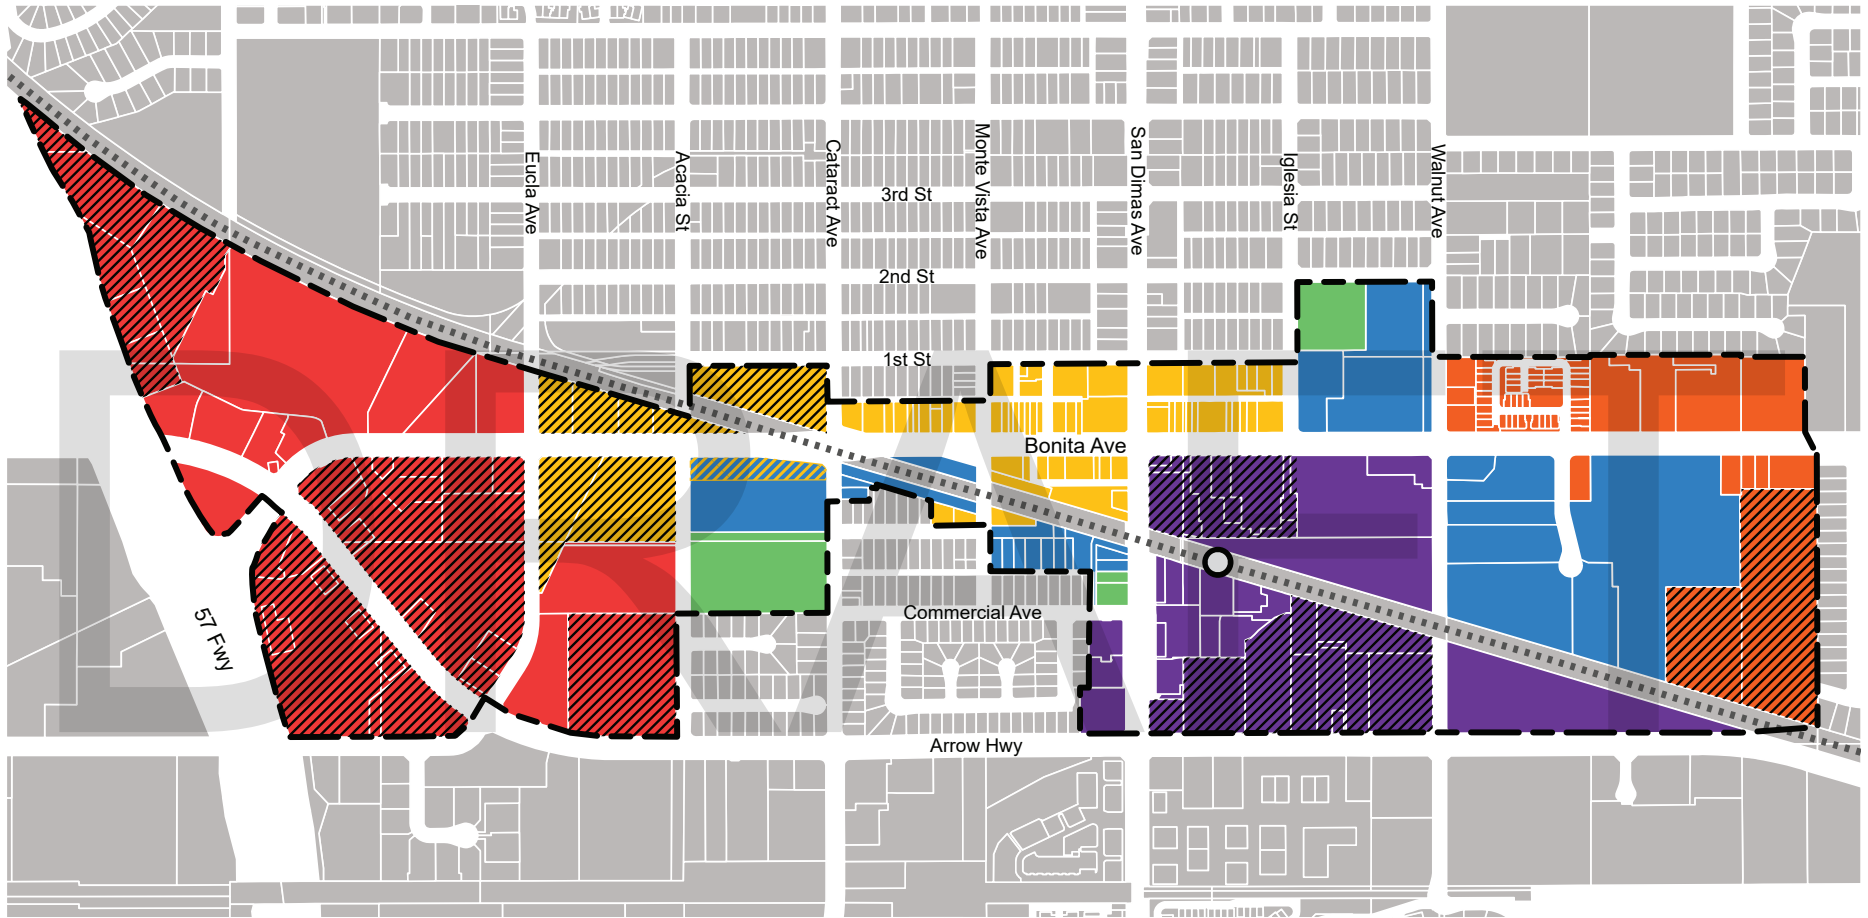 Eucla Ave
Acacia St
Cataract Ave
Monte Vista Ave
San Dimas Ave
Iglesia St
Walnut Ave
3rd St
2nd St
1st St
Bonita Ave
Commercial Ave
57 Fwy
Arrow Hwy
DRAFT